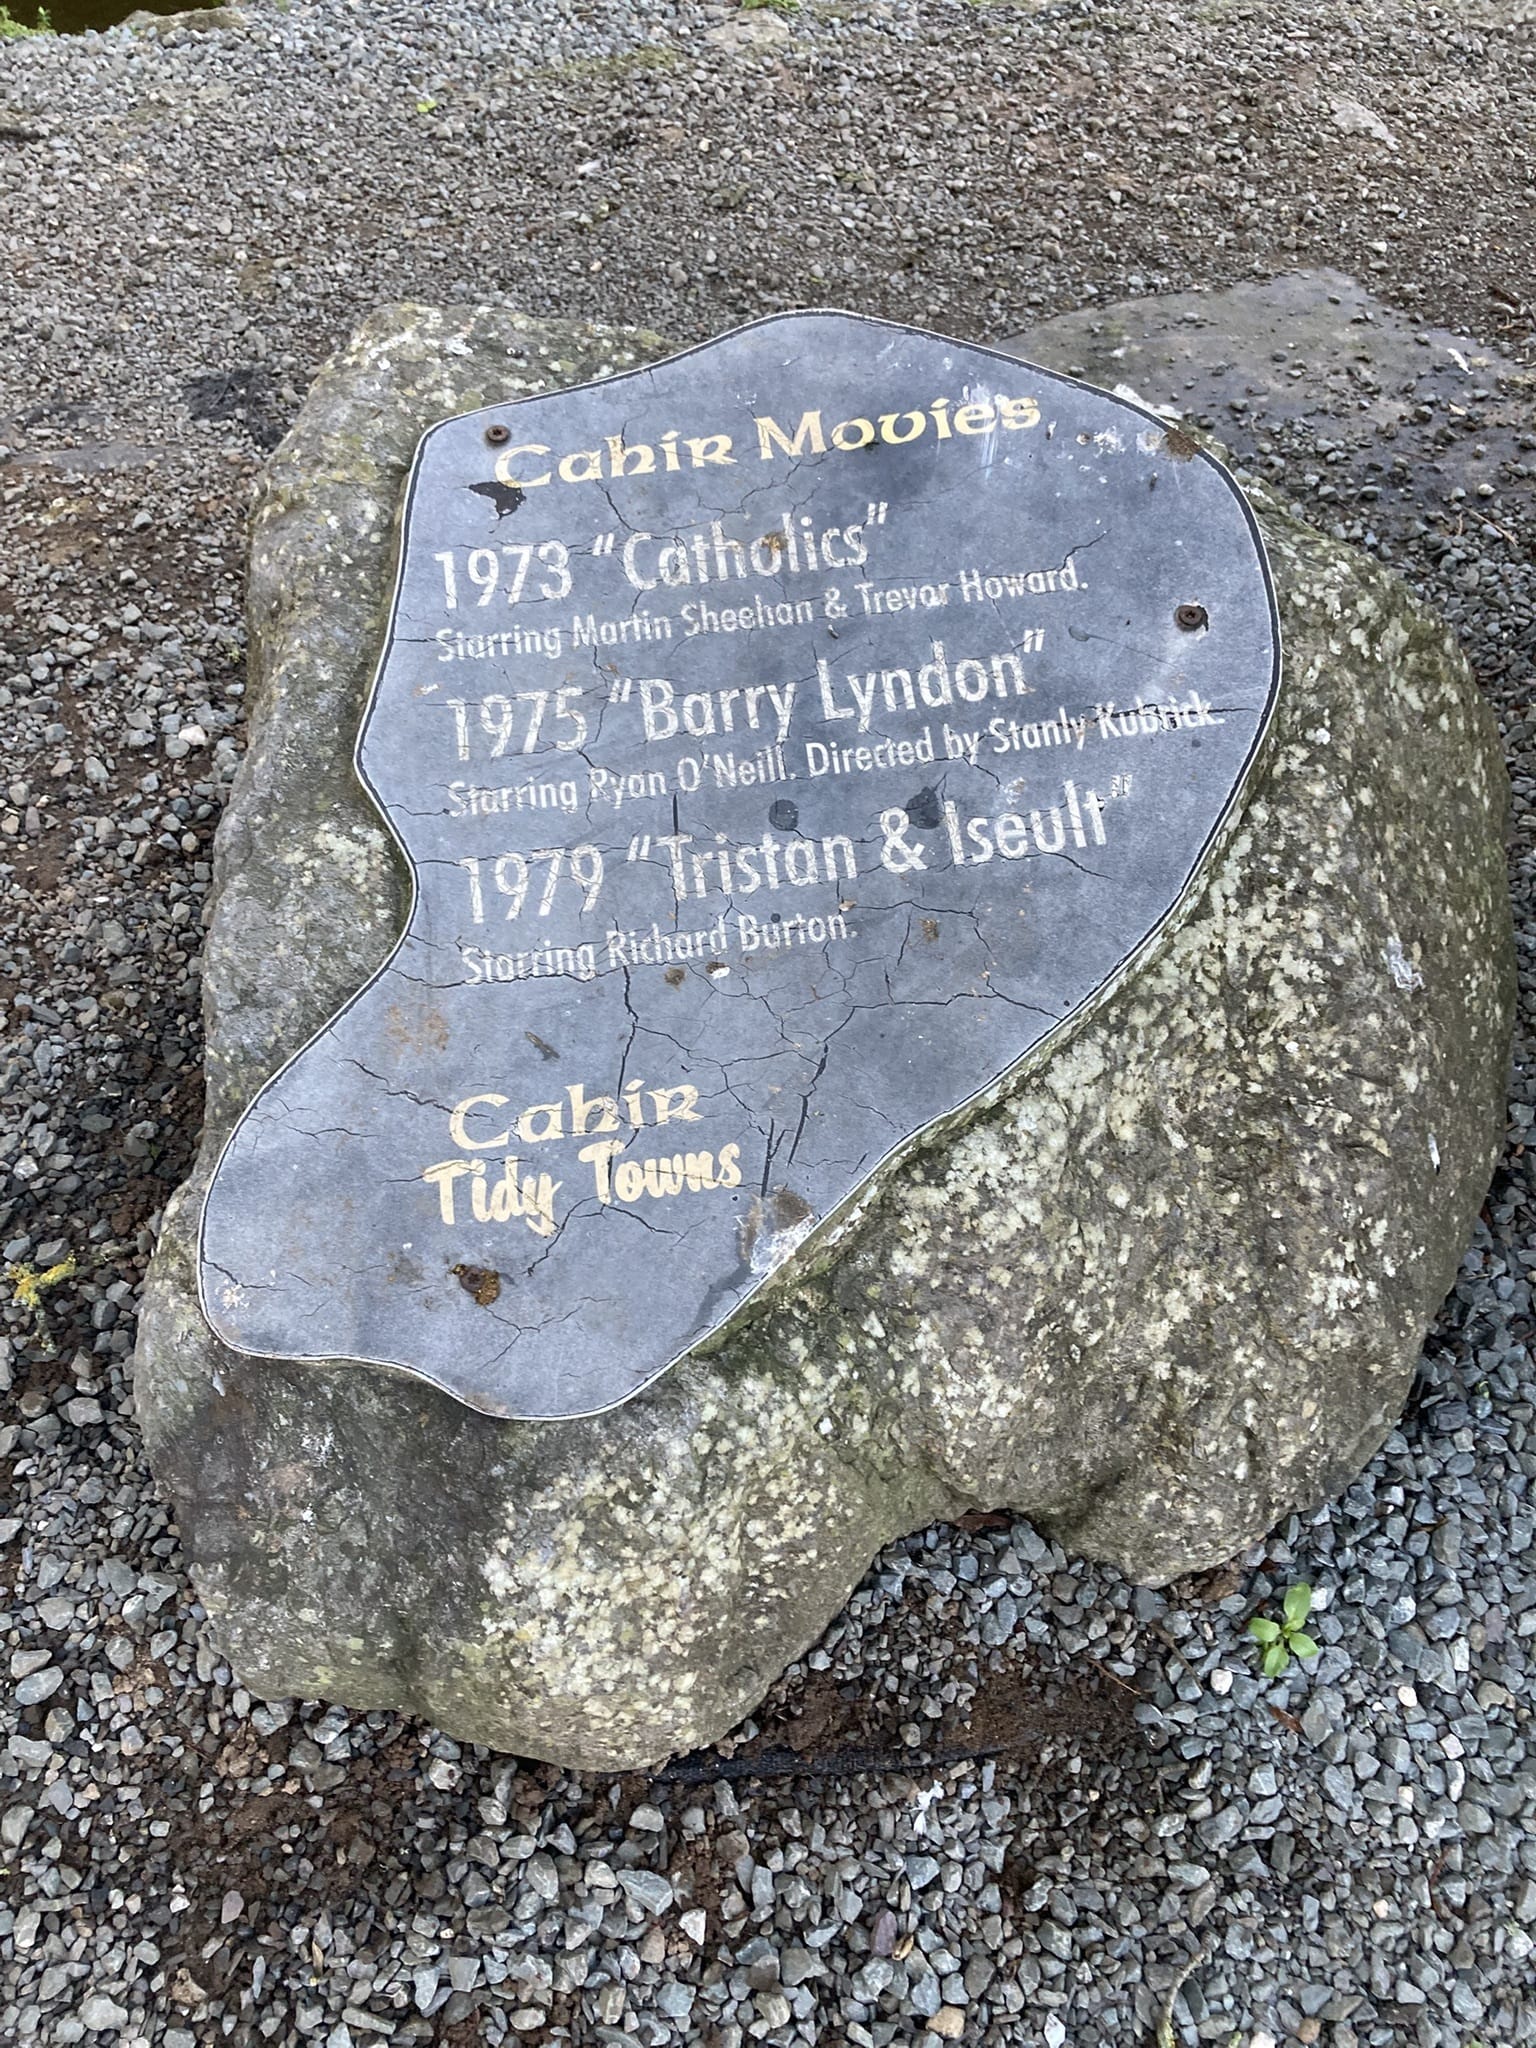 Cahir Movies
1973 "Catholics"
Starring Martin Sheehan & Trevor Howard.
1975 "Barry Lyndon"
Starring Ryan O'Neill. Directed by Stanly Kubrick.
1979 "Tristan & Iseult"
Starring Richard Burton.
Cahir
Tidy Towns